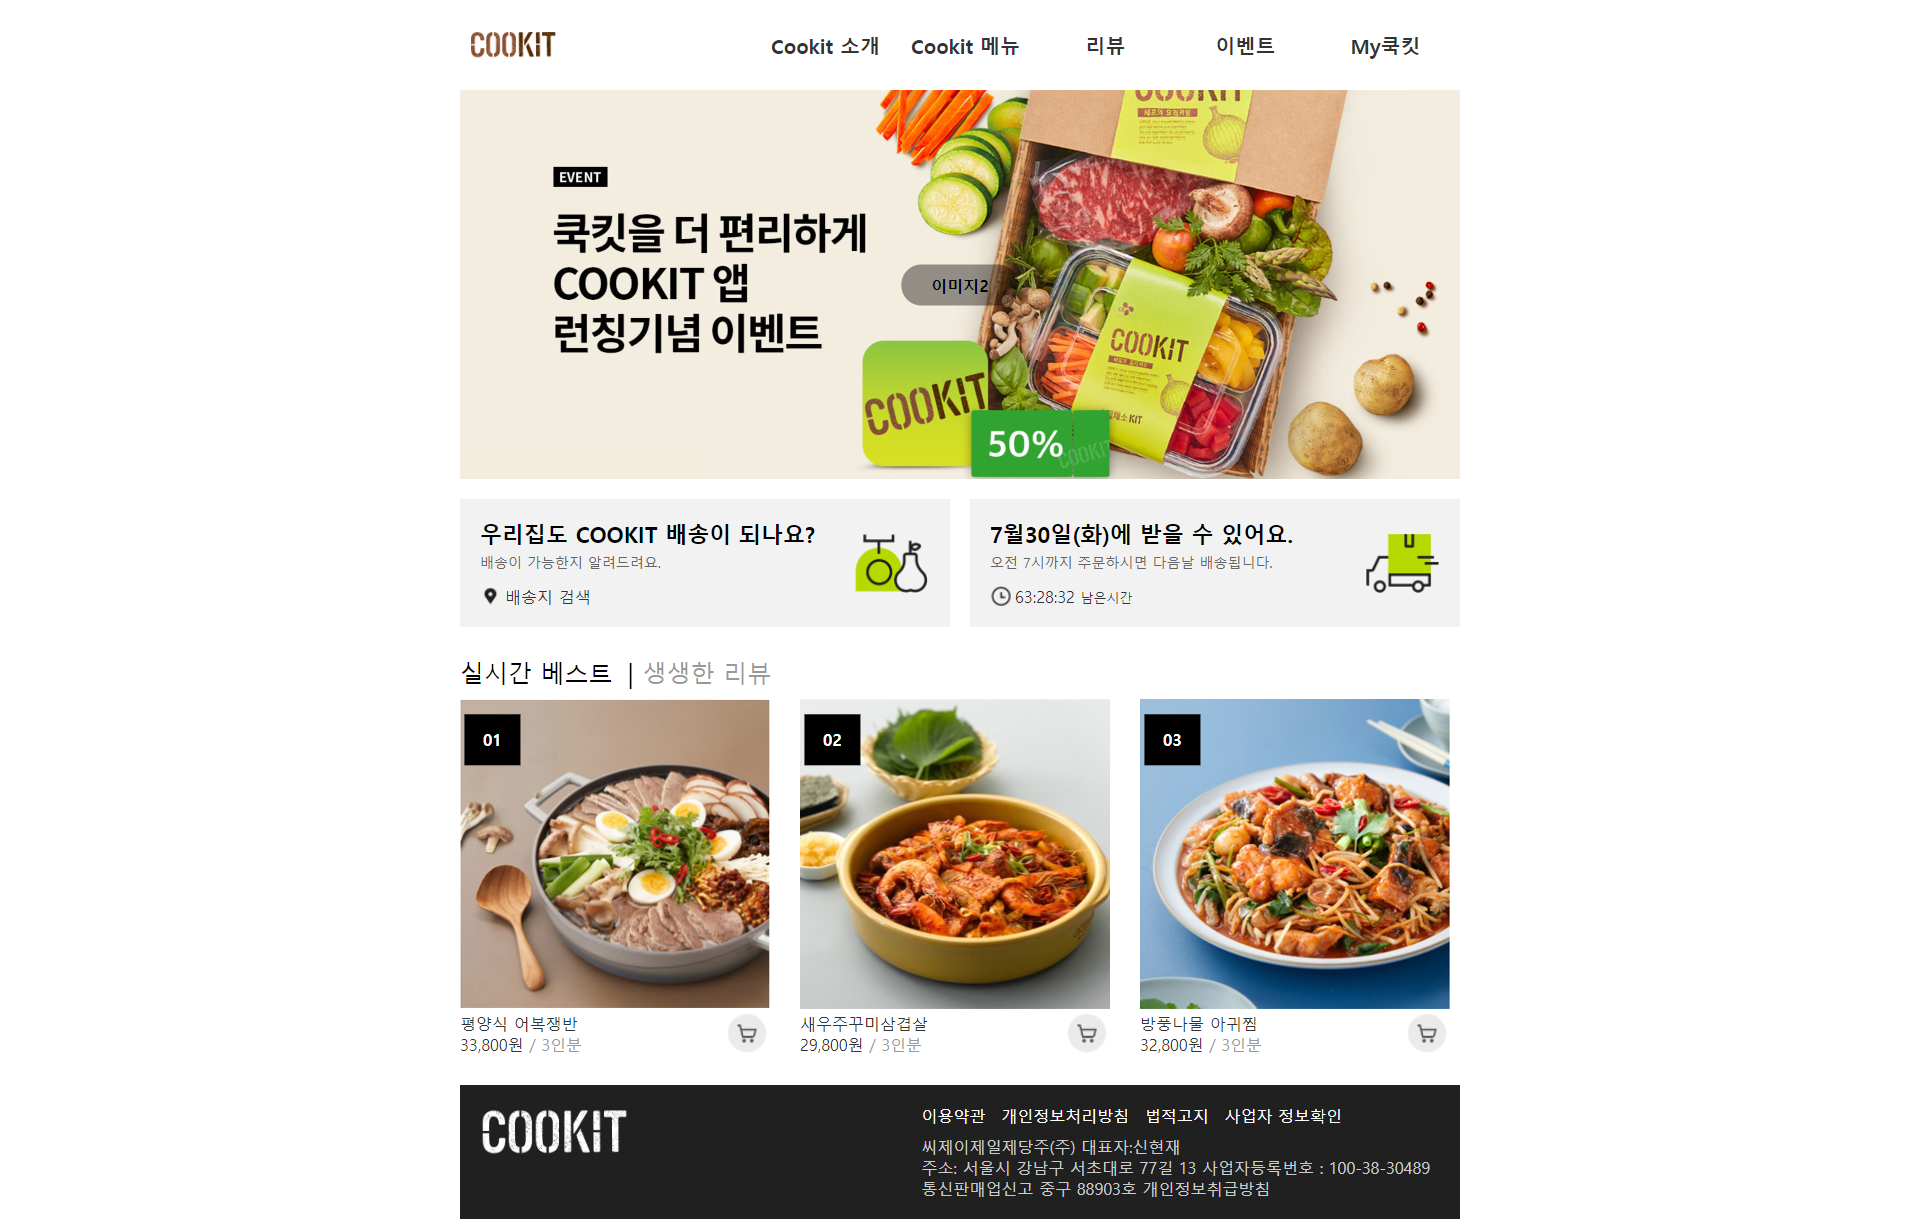 COOKIT
Cookit 소개 Cookit 메뉴 리뷰 이벤트 My쿡킷
EVENT
쿡킷을 더 편리하게
COOKIT 앱
런칭기념 이벤트
이미지2
COOKIT
50%
COOKIT
COOKIT
셰프의 요리키트
COOKIT
우리집도 COOKIT 배송이 되나요?
배송이 가능한지 알려드려요.
배송지 검색
7월30일(화)에 받을 수 있어요.
오전 7시까지 주문하시면 다음날 배송됩니다.
63:28:32 남은시간
실시간 베스트 | 생생한 리뷰
01
02
03
평양식 어복쟁반
33,800원 / 3인분
새우주꾸미삼겹살
29,800원 / 3인분
방풍나물 아귀찜
32,800원 / 3인분
COOKIT
이용약관 개인정보처리방침 법적고지 사업자 정보확인
씨제이제일제당주(주) 대표자:신현재
주소: 서울시 강남구 서초대로 77길 13 사업자등록번호 : 100-38-30489
통신판매업신고 중구 88903호 개인정보취급방침